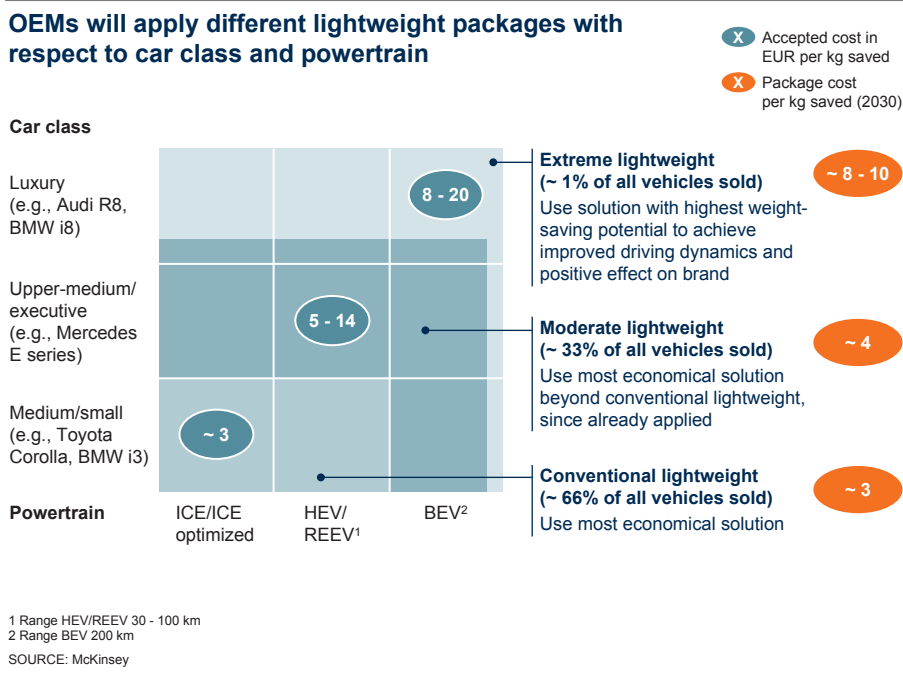 OEMs will apply different lightweight packages with
respect to car class and powertrain
X Accepted cost in
EUR per kg saved
X Package cost
per kg saved (2030)
Car class
Luxury
(e.g., Audi R8,
BMW i8)
8 - 20
Extreme lightweight
(~ 1% of all vehicles sold)
Use solution with highest weight-
saving potential to achieve
improved driving dynamics and
positive effect on brand
~ 8 - 10
Upper-medium/
executive
(e.g., Mercedes
E series)
5 - 14
Moderate lightweight
(~ 33% of all vehicles sold)
Use most economical solution
beyond conventional lightweight,
since already applied
~ 4
Medium/small
(e.g., Toyota
Corolla, BMW i3)
~ 3
Conventional lightweight
(~ 66% of all vehicles sold)
Use most economical solution
~ 3
Powertrain
ICE/ICE
optimized
HEV/
REEV¹
BEV²
1 Range HEV/REEV 30 - 100 km
2 Range BEV 200 km
SOURCE: McKinsey